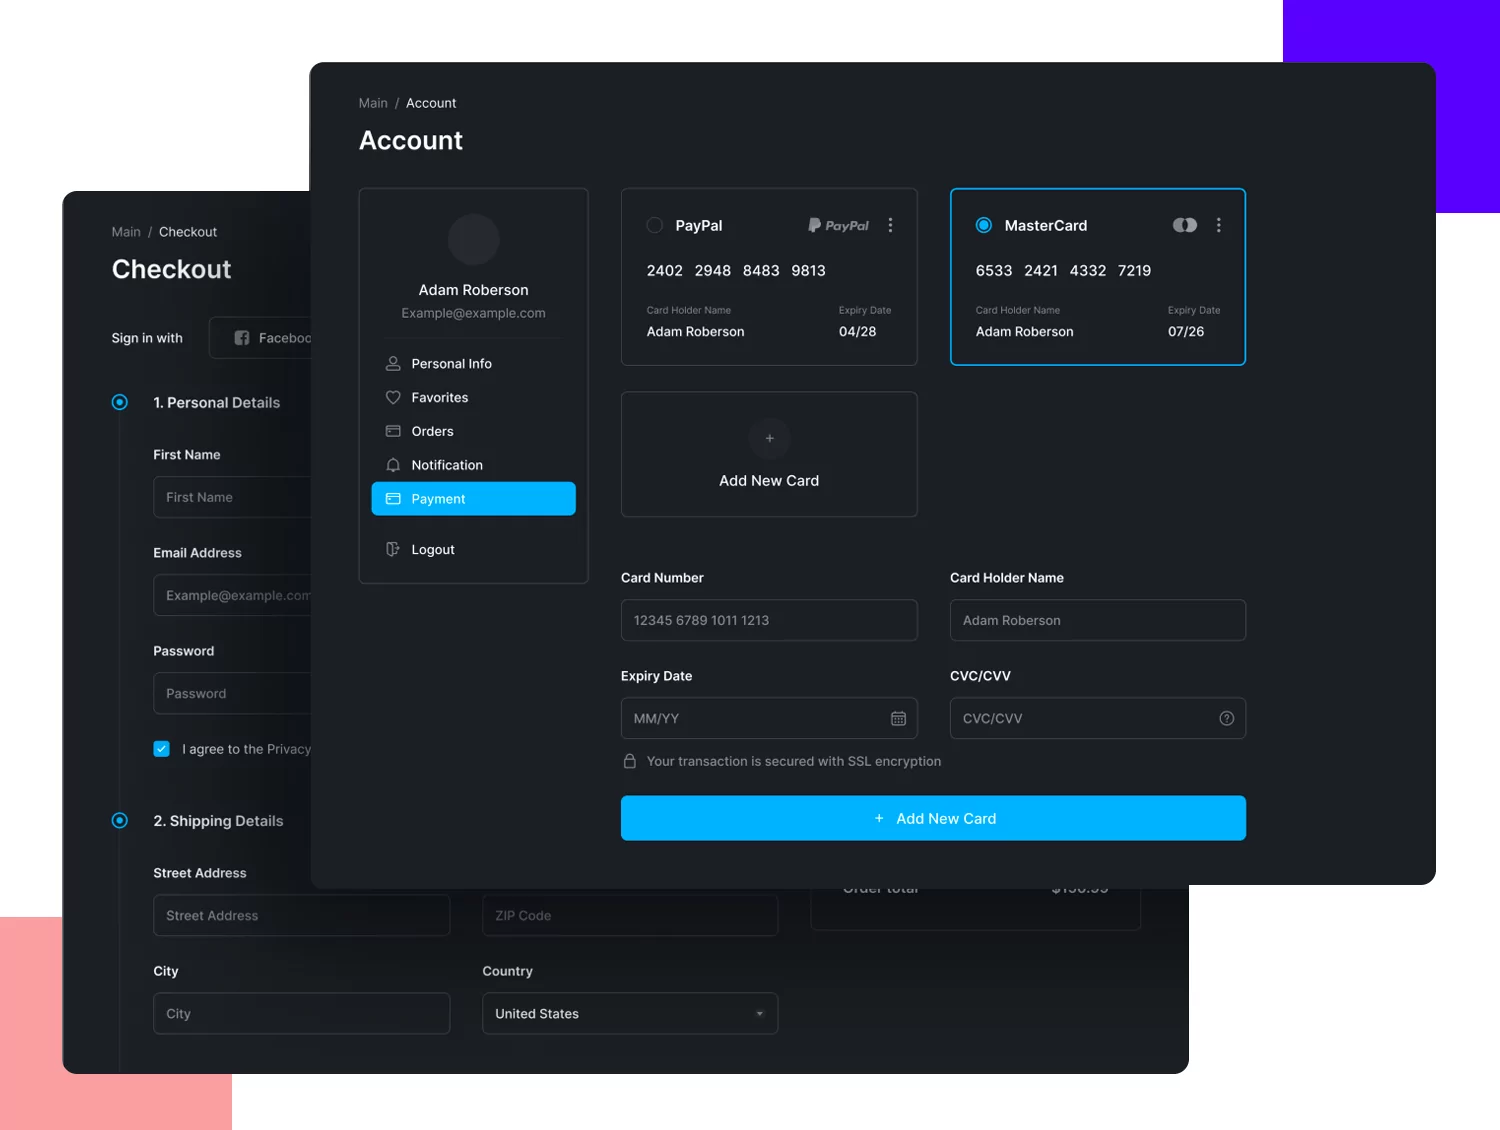 Main / Account
Account
Adam Roberson
Example@example.com
Personal Info
Favorites
Orders
Notification
Payment
Logout
PayPal PayPal
2402 2948 8483 9813
Card Holder Name Expiry Date
Adam Roberson 04/28
MasterCard
6533 2421 4332 7219
Card Holder Name Expiry Date
Adam Roberson 07/26
+
Add New Card
Card Number
12345 6789 1011 1213
Card Holder Name
Adam Roberson
Expiry Date
MM/YY
CVC/CVV
CVC/CVV
Your transaction is secured with SSL encryption
+ Add New Card
Main / Checkout
Checkout
Sign in with Faceboo
1. Personal Details
First Name
First Name
Email Address
Example@example.com
Password
Password
I agree to the Privacy
2. Shipping Details
Street Address
Street Address
ZIP Code
City
City
Country
United States
Order total